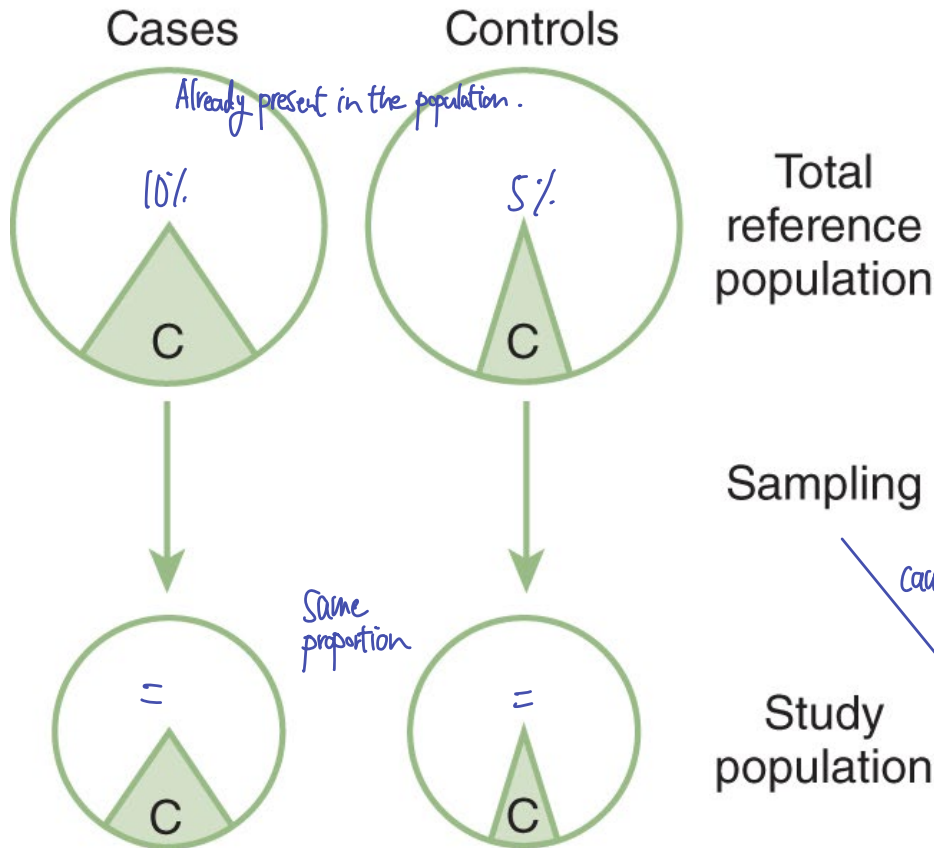 Cases
Controls
Already present in the population.
10%
5%
Total
reference
population
C
C
Sampling
Same
proportion
=
=
Study
population
C
C